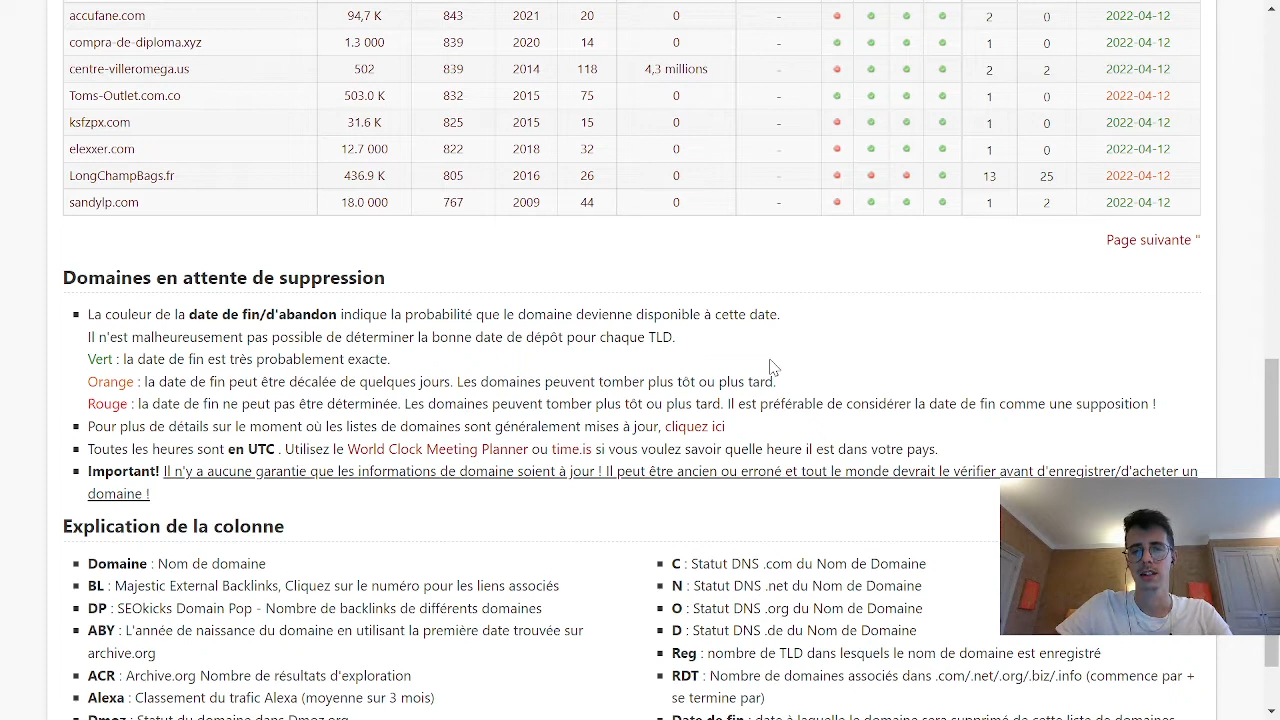 accufane.com 94,7 K 843 2021 20 0 - 2 0 2022-04-12
compra-de-diploma.xyz 1.3 000 839 2020 14 0 - 1 0 2022-04-12
centre-villeromega.us 502 839 2014 118 4,3 millions - 2 2 2022-04-12
Toms-Outlet.com.co 503.0 K 832 2015 75 0 - 1 0 2022-04-12
ksfzpx.com 31.6 K 825 2015 15 0 - 1 0 2022-04-12
elexxer.com 12.7 000 822 2018 32 0 - 1 0 2022-04-12
LongChampBags.fr 436.9 K 805 2016 26 0 - 13 25 2022-04-12
sandylp.com 18.0 000 767 2009 44 0 - 1 2 2022-04-12
Page suivante "
Domaines en attente de suppression
La couleur de la date de fin/d'abandon indique la probabilité que le domaine devienne disponible à cette date.
Il n'est malheureusement pas possible de déterminer la bonne date de dépôt pour chaque TLD.
Vert : la date de fin est très probablement exacte.
Orange : la date de fin peut être décalée de quelques jours. Les domaines peuvent tomber plus tôt ou plus tard.
Rouge : la date de fin ne peut pas être déterminée. Les domaines peuvent tomber plus tôt ou plus tard. Il est préférable de considérer la date de fin comme une supposition !
Pour plus de détails sur le moment où les listes de domaines sont généralement mises à jour, cliquez ici
Toutes les heures sont en UTC . Utilisez le World Clock Meeting Planner ou time.is si vous voulez savoir quelle heure il est dans votre pays.
Important! Il n'y a aucune garantie que les informations de domaine soient à jour ! Il peut être ancien ou erroné et tout le monde devrait le vérifier avant d'enregistrer/d'acheter un
domaine !
Explication de la colonne
Domaine : Nom de domaine
BL : Majestic External Backlinks, Cliquez sur le numéro pour les liens associés
DP : SEOkicks Domain Pop - Nombre de backlinks de différents domaines
ABY : L'année de naissance du domaine en utilisant la première date trouvée sur
archive.org
ACR : Archive.org Nombre de résultats d'exploration
Alexa : Classement du trafic Alexa (moyenne sur 3 mois)
Dmoz : Statut du domaine dans Dmoz.org
C : Statut DNS .com du Nom de Domaine
N : Statut DNS .net du Nom de Domaine
O : Statut DNS .org du Nom de Domaine
D : Statut DNS .de du Nom de Domaine
Reg : nombre de TLD dans lesquels le nom de domaine est enregistré
RDT : Nombre de domaines associés dans .com/.net/.org/.biz/.info (commence par +
se termine par)
Date de fin : date à laquelle le domaine sera supprimé de cette liste de domaines